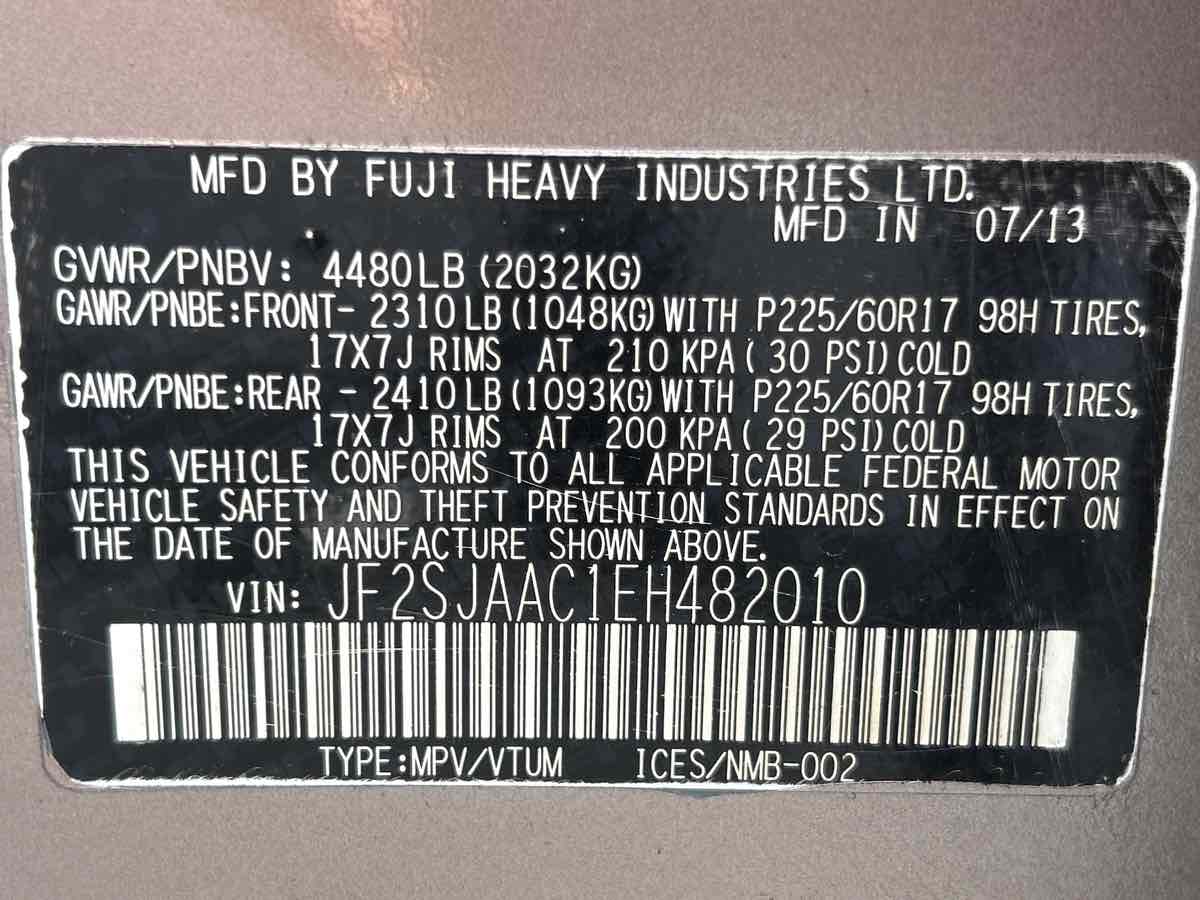 MFD BY FUJI HEAVY INDUSTRIES LTD.
MFD IN 07/13
GVWR/PNBV: 4480LB (2032KG)
GAWR/PNBE:FRONT- 2310LB (1048KG) WITH P225/60R17 98H TIRES,
17X7J RIMS AT 210 KPA ( 30 PSI) COLD
GAWR/PNBE:REAR - 2410LB (1093KG) WITH P225/60R17 98H TIRES,
17X7J RIMS AT 200 KPA ( 29 PSI) COLD
THIS VEHICLE CONFORMS TO ALL APPLICABLE FEDERAL MOTOR
VEHICLE SAFETY AND THEFT PREVENTION STANDARDS IN EFFECT ON
THE DATE OF MANUFACTURE SHOWN ABOVE.
VIN: JF2SJAAC1EH482010
TYPE:MPV/VTUM ICES/NMB-002